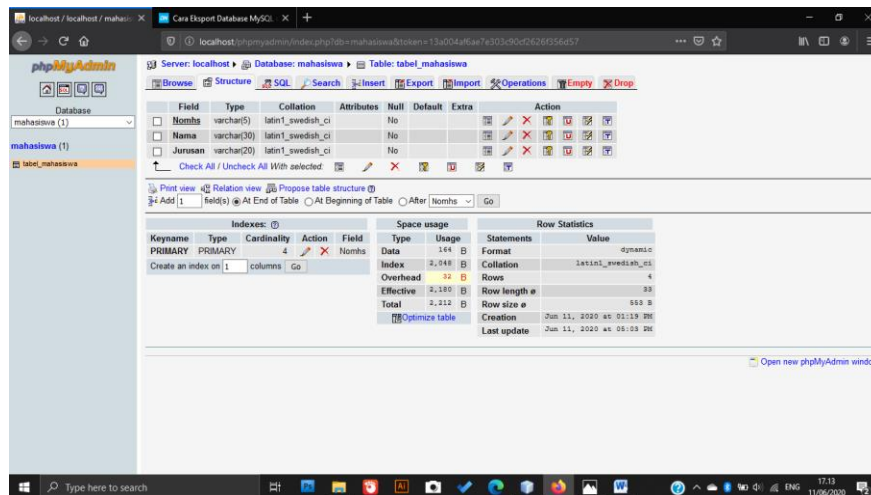 localhost / localhost / mahasis
Cara Eksport Database MySQL
localhost/phpmyadmin/index.php?db=mahasiswa&token=13a004af6ae7e303c90cf2626f356d57
phpMyAdmin
Database
mahasiswa (1)
mahasiswa (1)
tabel_mahasiswa
Server: localhost Database: mahasiswa Table: tabel_mahasiswa
Browse Structure SQL Search Insert Export Import Operations Empty Drop
Field Type Collation Attributes Null Default Extra Action
Nomhs varchar(5) latin1_swedish_ci No
Nama varchar(30) latin1_swedish_ci No
Jurusan varchar(20) latin1_swedish_ci No
Check All / Uncheck All With selected:
Print view Relation view Propose table structure
Add 1 field(s) At End of Table At Beginning of Table After Nomhs Go
Indexes:
Keyname Type Cardinality Action Field
PRIMARY PRIMARY 4 Nomhs
Create an index on 1 columns Go
Space usage
Type Usage
Data 164 B
Index 2,048 B
Overhead 32 B
Effective 2,180 B
Total 2,212 B
Optimize table
Row Statistics
Statements Value
Format dynamic
Collation latin1_swedish_ci
Rows 4
Row length ø 33
Row size ø 553 B
Creation Jun 11, 2020 at 01:19 PM
Last update Jun 11, 2020 at 05:03 PM
Open new phpMyAdmin windo
Type here to search
ENG
17.13
11/06/2020